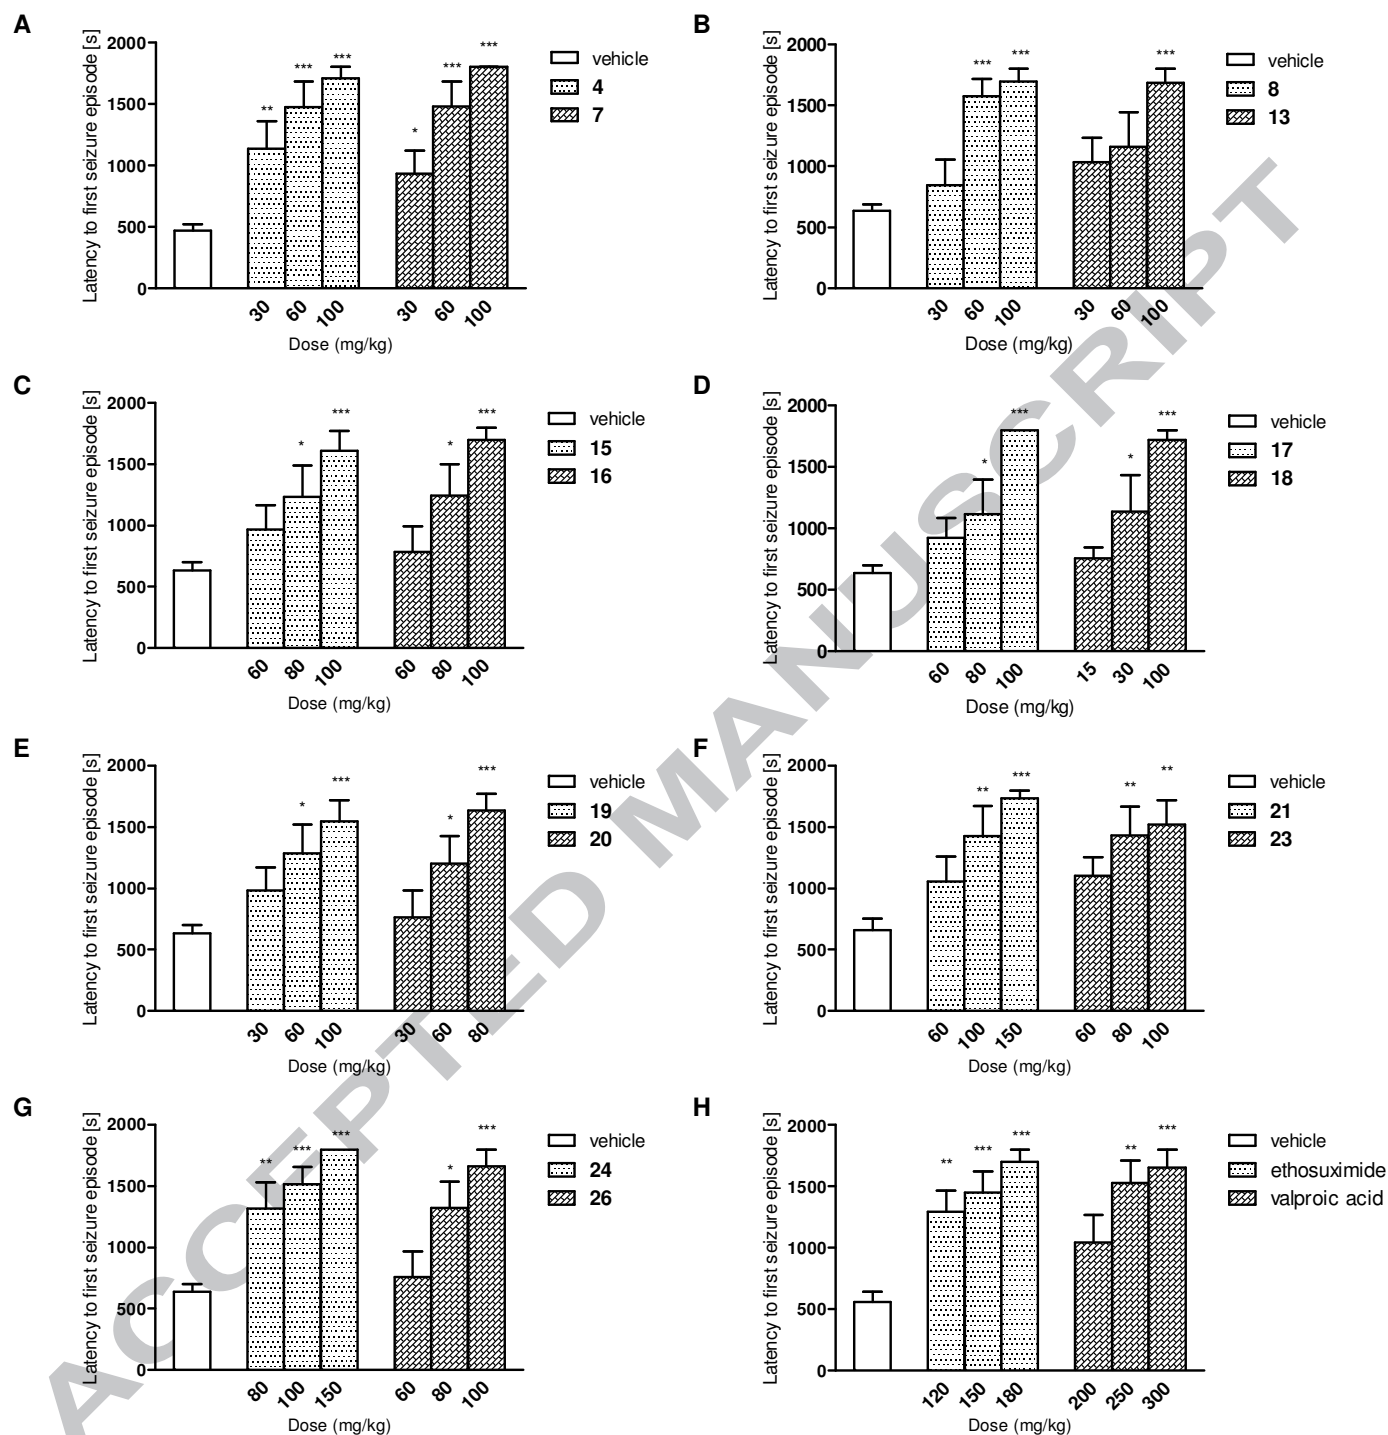 A
Latency to first seizure episode [s]
2000
1500
1000
500
0
**
***
***
*
***
***
30 60 100 30 60 100
Dose (mg/kg)
vehicle
4
7
B
Latency to first seizure episode [s]
2000
1500
1000
500
0
***
***
***
30 60 100 30 60 100
Dose (mg/kg)
vehicle
8
13
C
Latency to first seizure episode [s]
2000
1500
1000
500
0
*
***
*
***
60 80 100 60 80 100
Dose (mg/kg)
vehicle
15
16
D
Latency to first seizure episode [s]
2000
1500
1000
500
0
*
***
*
***
60 80 100 15 30 100
Dose (mg/kg)
vehicle
17
18
E
Latency to first seizure episode [s]
2000
1500
1000
500
0
*
***
*
***
30 60 100 30 60 80
Dose (mg/kg)
vehicle
19
20
F
Latency to first seizure episode [s]
2000
1500
1000
500
0
**
***
**
**
60 100 150 60 80 100
Dose (mg/kg)
vehicle
21
23
G
Latency to first seizure episode [s]
2000
1500
1000
500
0
**
***
***
*
***
80 100 150 60 80 100
Dose (mg/kg)
vehicle
24
26
H
Latency to first seizure episode [s]
2000
1500
1000
500
0
**
***
***
**
***
120 150 180 200 250 300
Dose (mg/kg)
vehicle
ethosuximide
valproic acid
ACCEPTED MANUSCRIPT